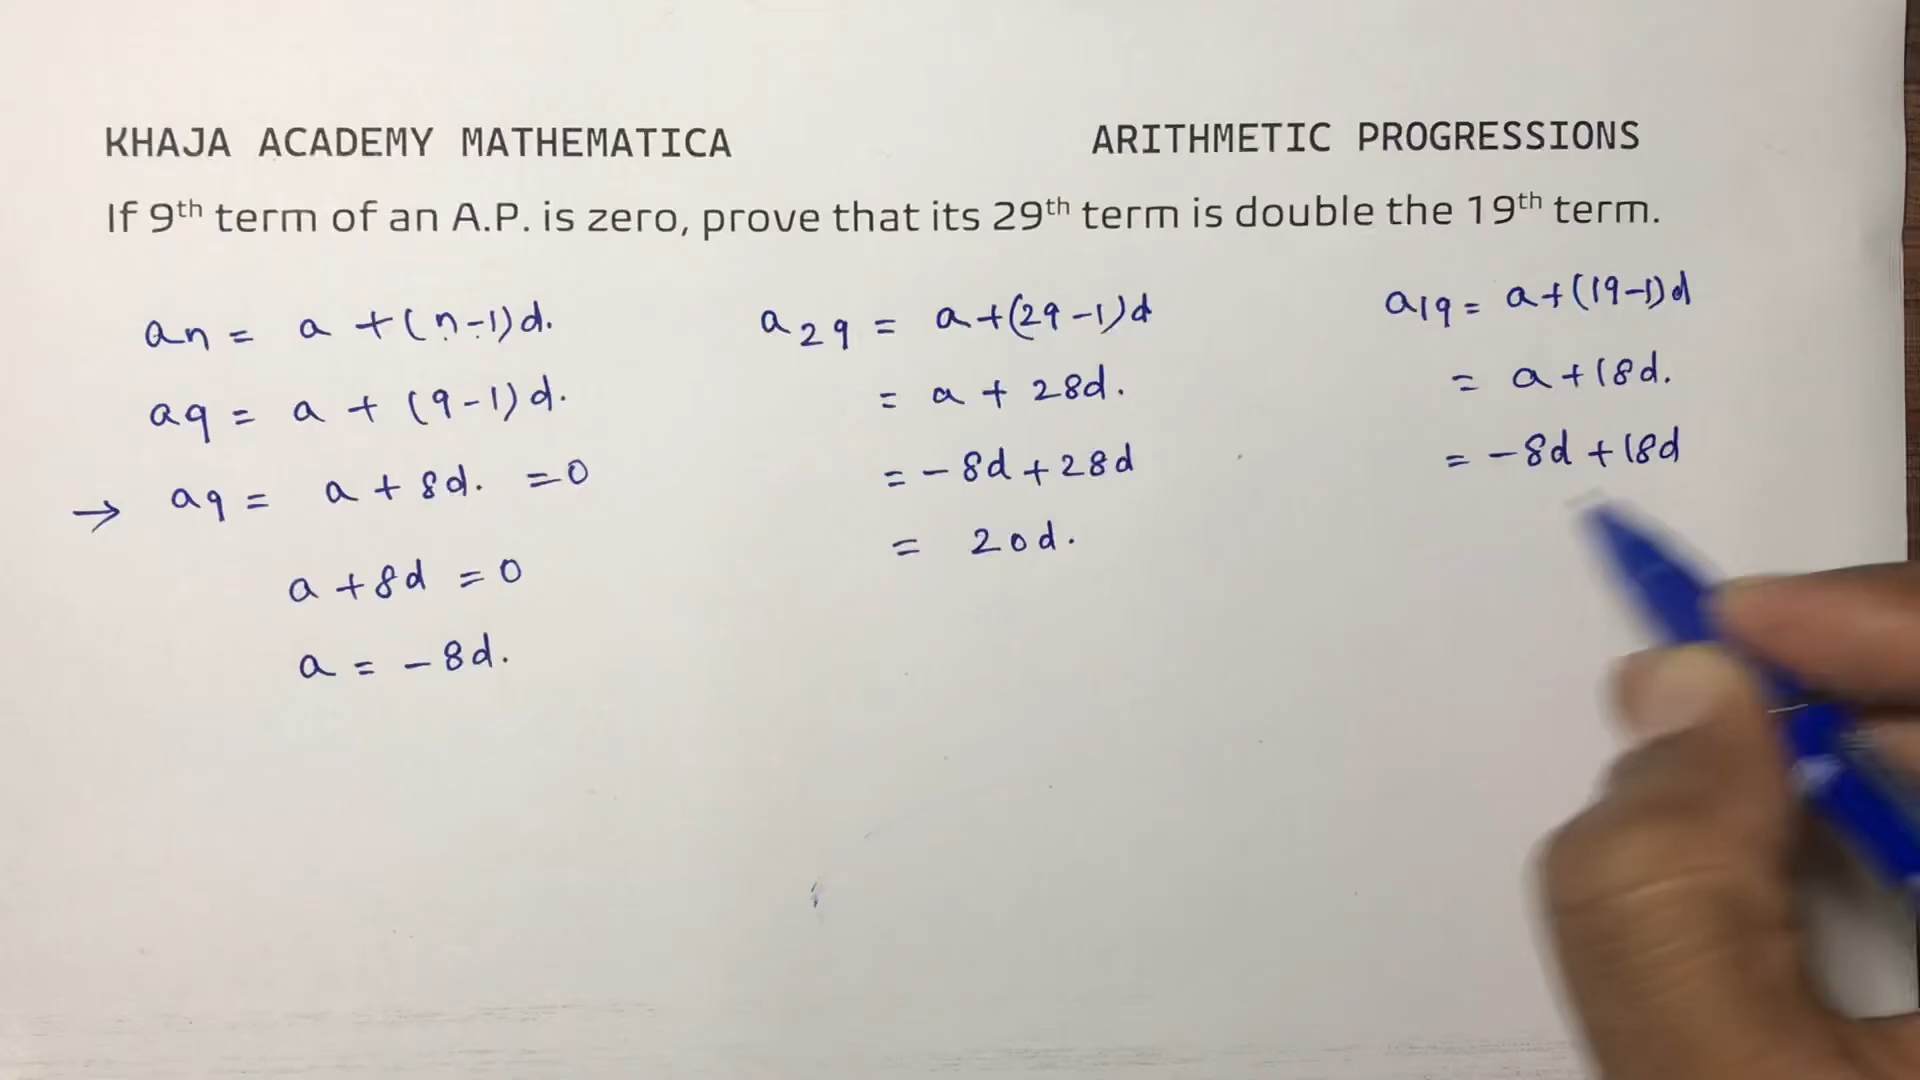 KHAJA ACADEMY MATHEMATICA
ARITHMETIC PROGRESSIONS
If 9th term of an A.P. is zero, prove that its 29th term is double the 19th term.
an = a + (n-1)d.
a9 = a + (9-1)d.
→ a9 = a + 8d. =0
a +8d =0
a = -8d.
a29 = a+(29-1)d
= a + 28d.
= -8d+28d
= 20d.
a19 = a+(19-1)d
= a+18d.
= -8d+18d